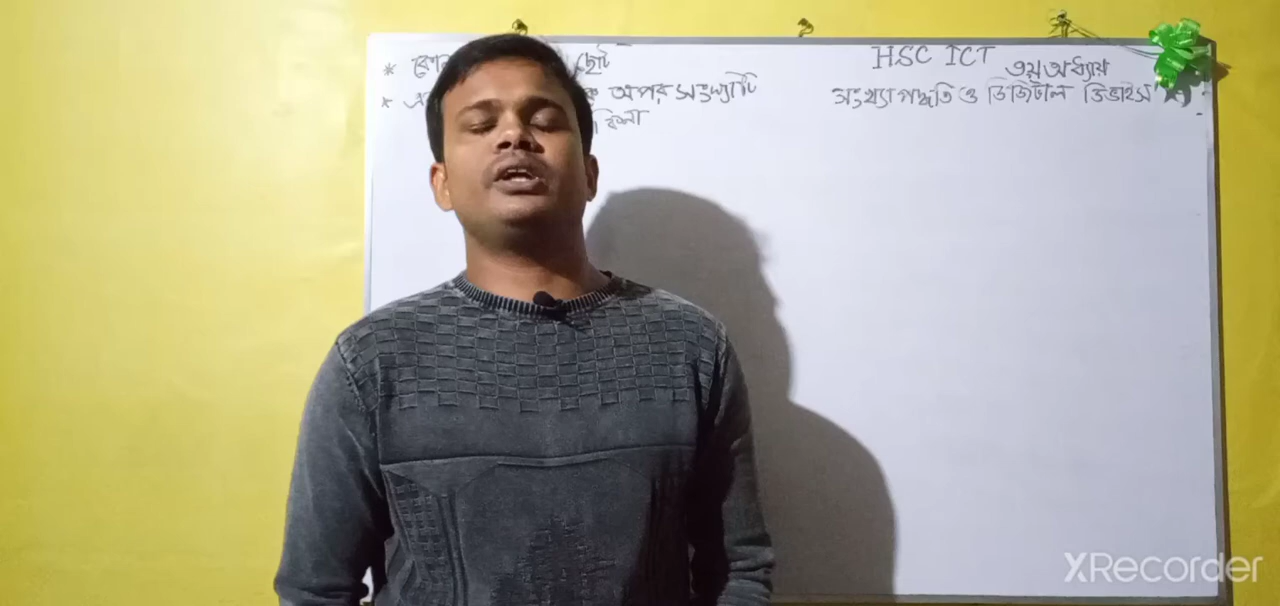 HSC ICT ৩য় অধ্যায়
সংখ্যা পদ্ধতি ও ডিজিটাল ডিভাইস
* ছোট
* অপর সংখ্যাটি
কিনা
XRecorder